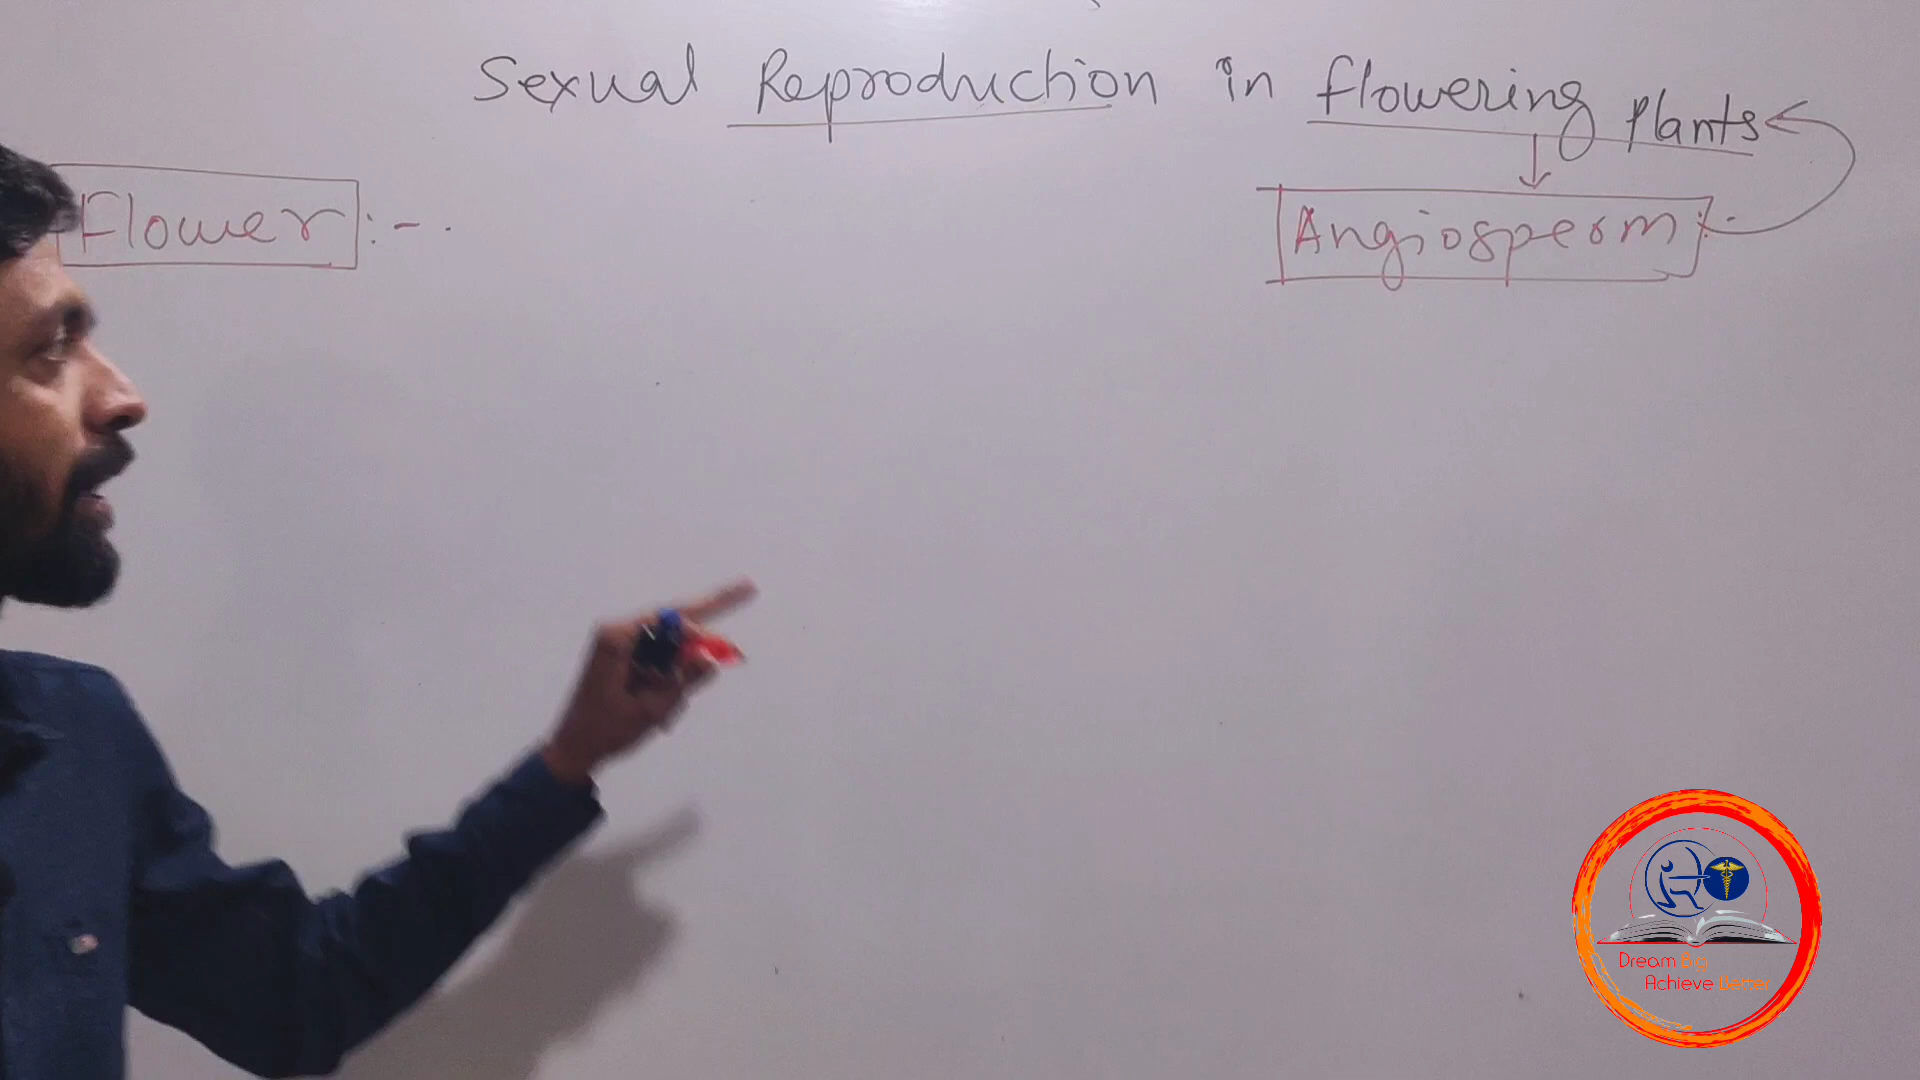 Sexual Reproduction in flowering Plants
Flower :- .
Angiosperm :-
Dream Big
Achieve Better